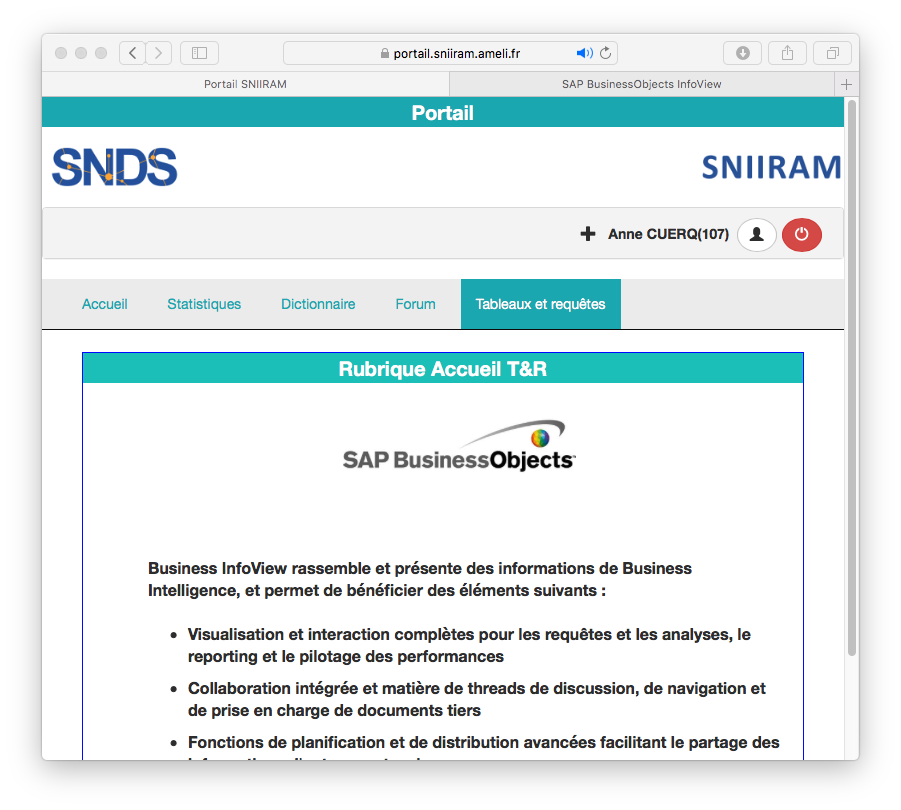 portail.sniiram.ameli.fr
Portail SNIIRAM
SAP BusinessObjects InfoView
Portail
SNDS
SNIIRAM
Anne CUERQ(107)
Accueil
Statistiques
Dictionnaire
Forum
Tableaux et requêtes
Rubrique Accueil T&R
SAP BusinessObjects™
Business InfoView rassemble et présente des informations de Business
Intelligence, et permet de bénéficier des éléments suivants :
• Visualisation et interaction complètes pour les requêtes et les analyses, le
reporting et le pilotage des performances
• Collaboration intégrée et matière de threads de discussion, de navigation et
de prise en charge de documents tiers
• Fonctions de planification et de distribution avancées facilitant le partage des